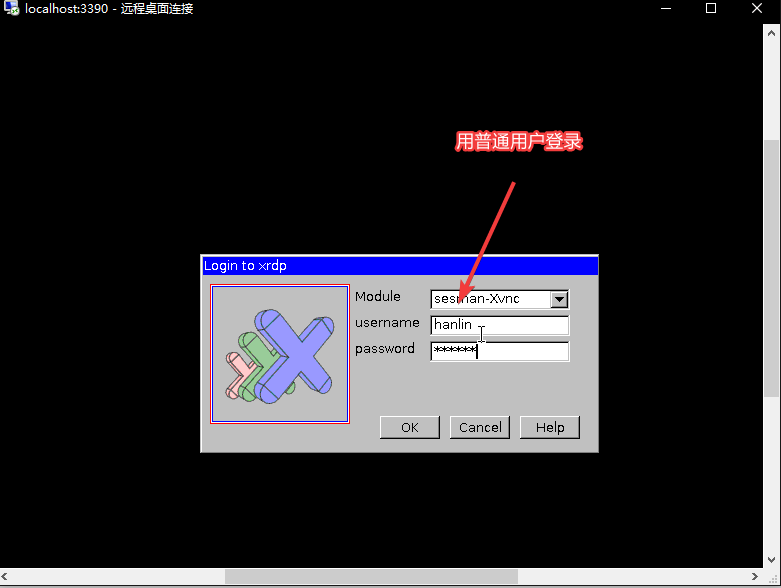 localhost:3390 - 远程桌面连接
用普通用户登录
Login to xrdp
Module
sesman-Xvnc
username
hanlin
password
******
OK
Cancel
Help